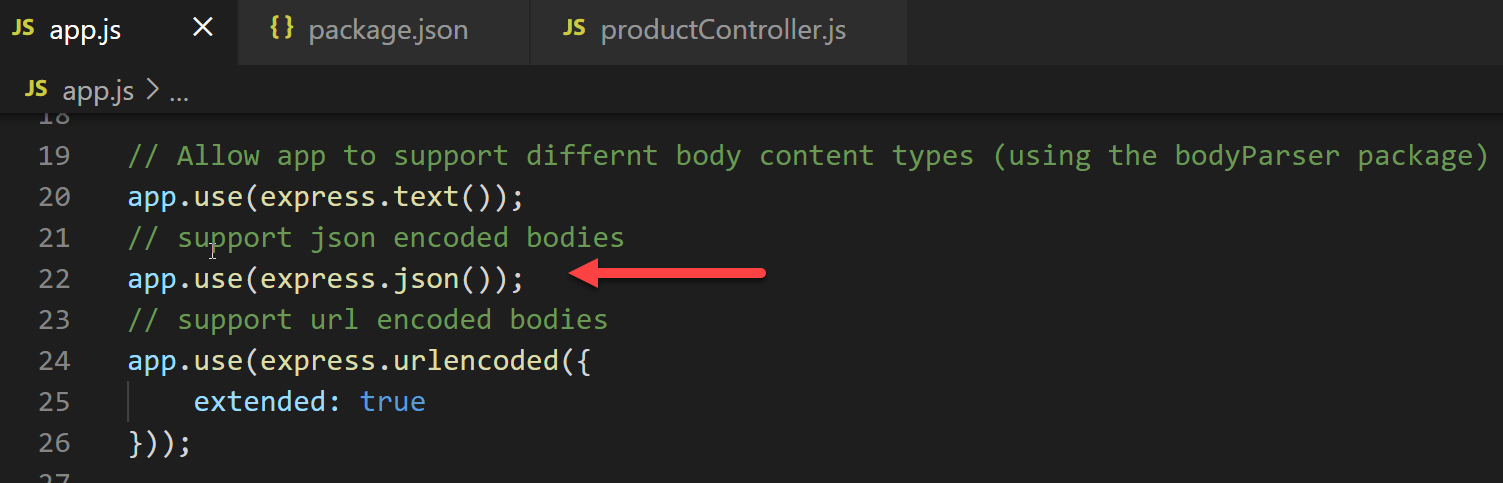 JS app.js × {} package.json JS productController.js
JS app.js > ...
18
19 // Allow app to support differnt body content types (using the bodyParser package)
20 app.use(express.text());
21 // support json encoded bodies
22 app.use(express.json());
23 // support url encoded bodies
24 app.use(express.urlencoded({
25     extended: true
26 }));
27